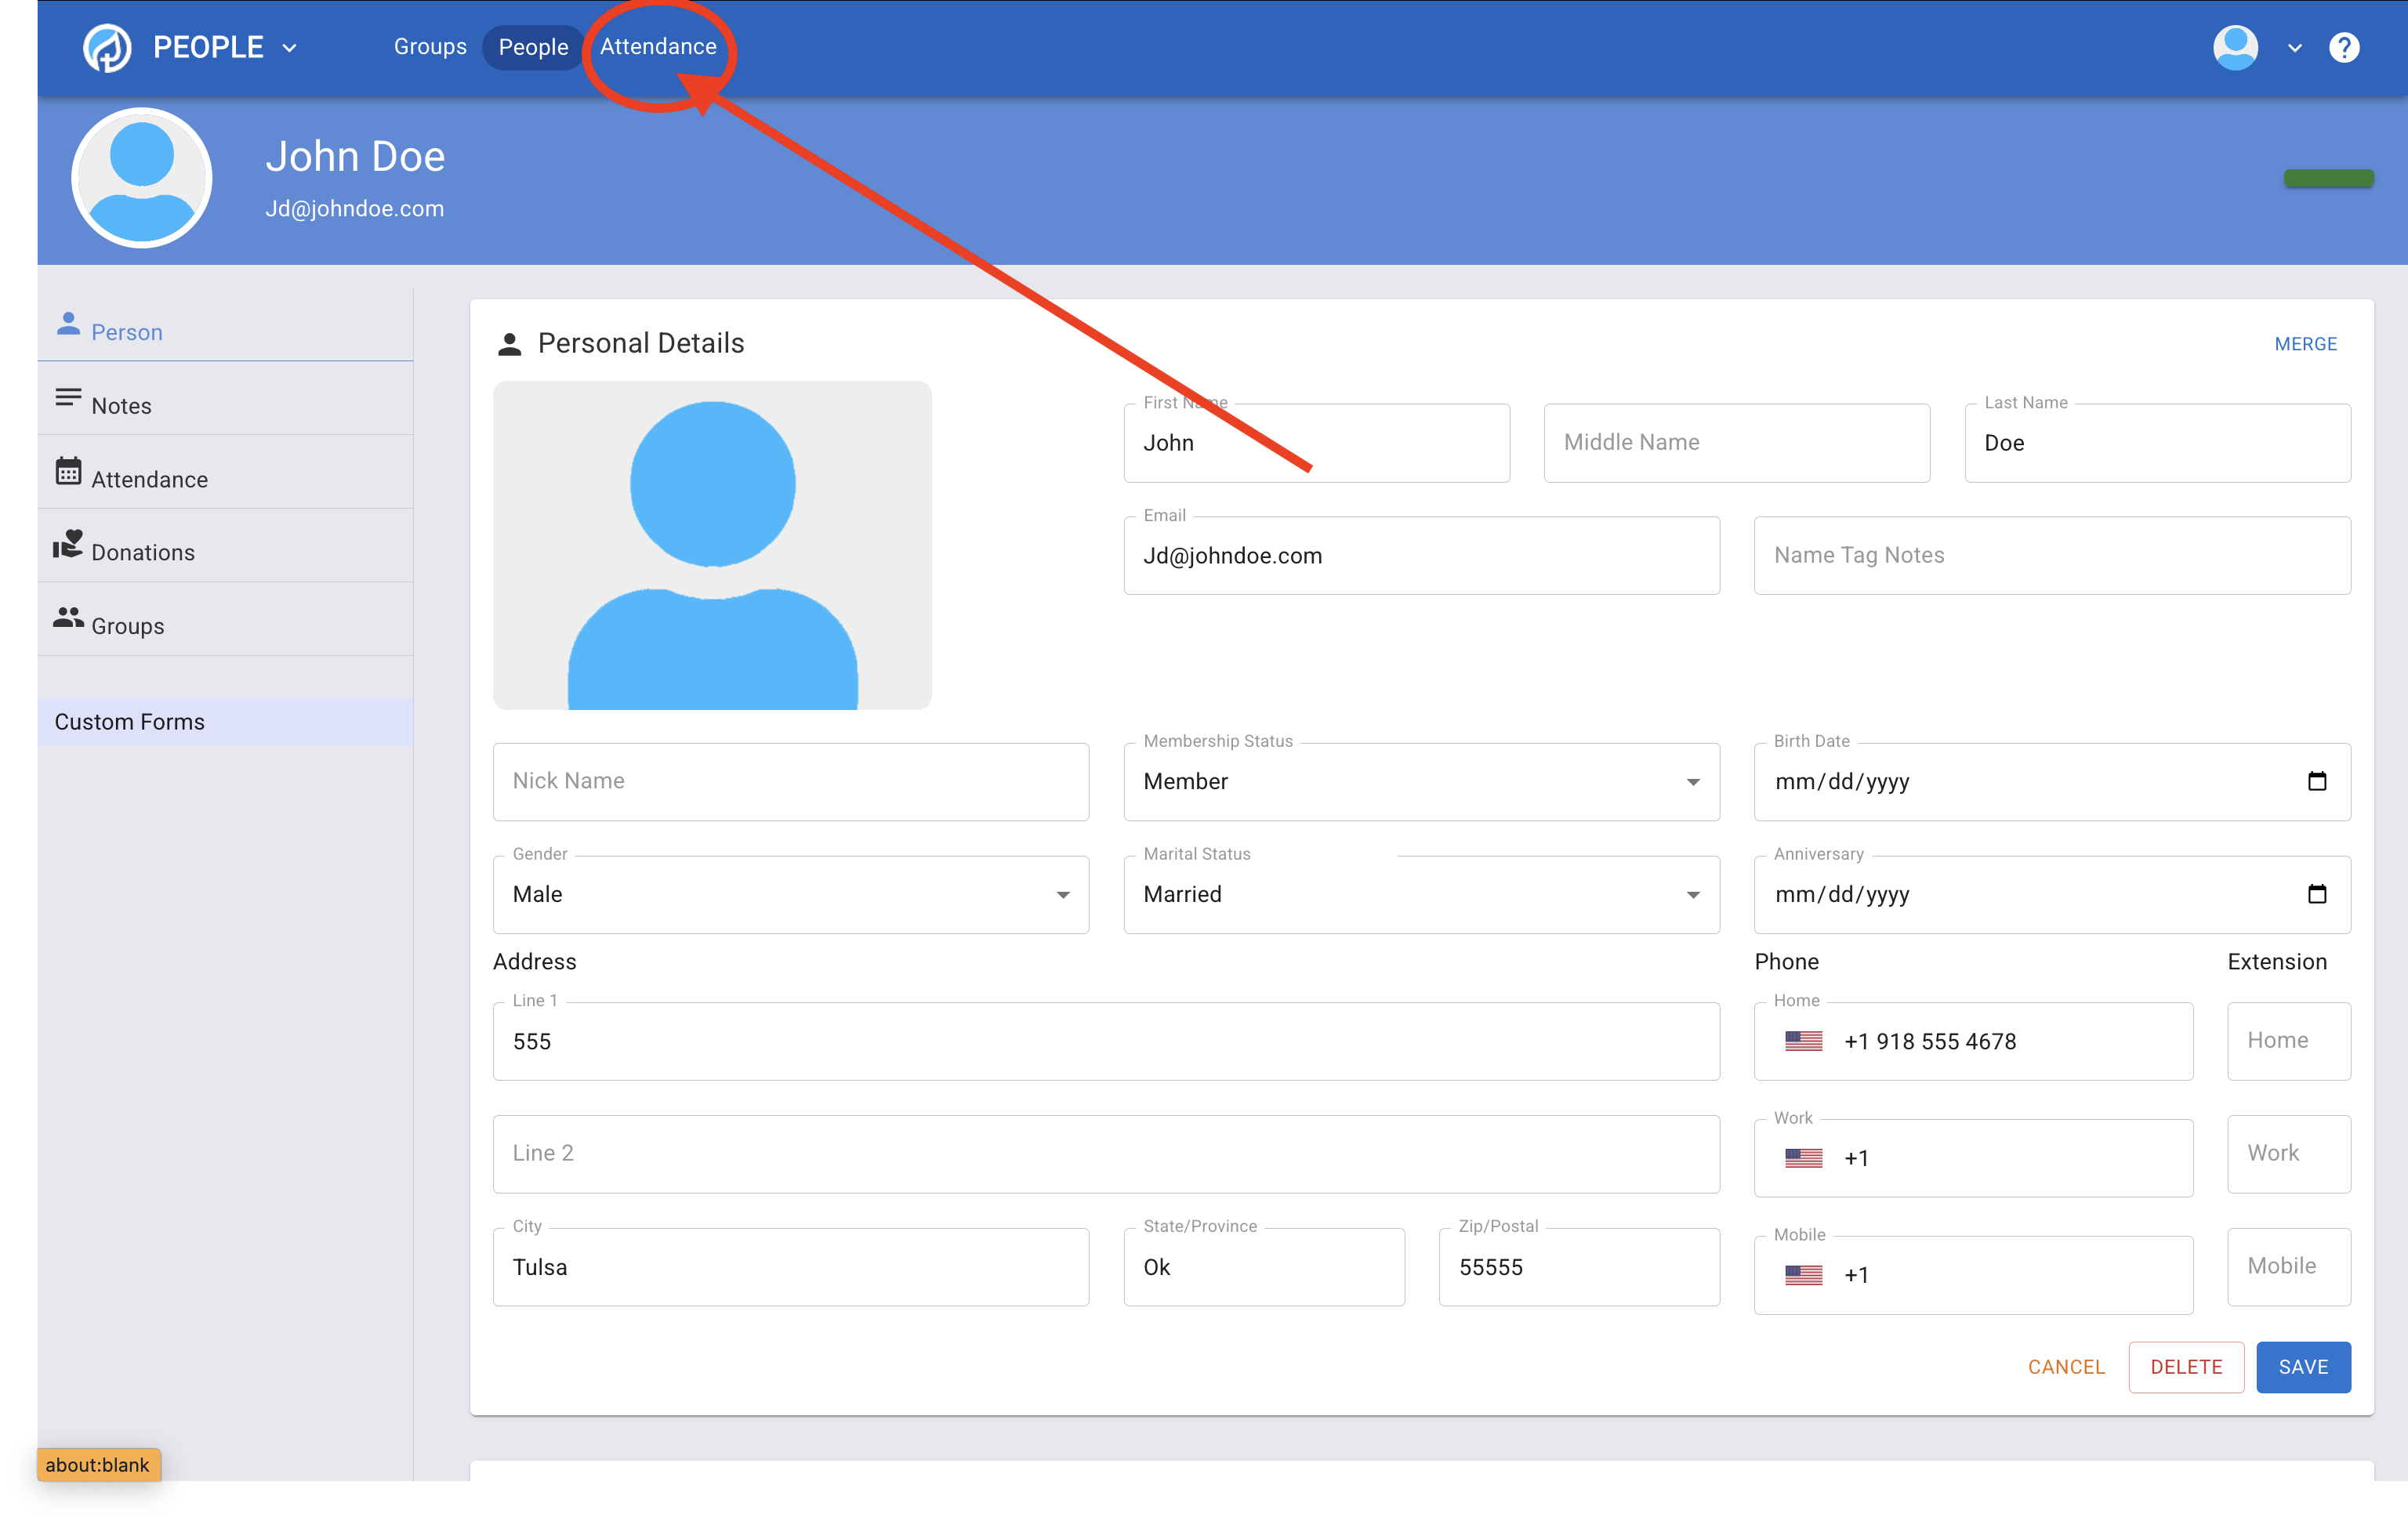 PEOPLE Groups People Attendance ?
John Doe
Jd@johndoe.com
Person
Notes
Attendance
Donations
Groups
Custom Forms
Personal Details MERGE
First Name Last Name
John Middle Name Doe
Email
Jd@johndoe.com Name Tag Notes
Membership Status Birth Date
Nick Name Member mm/dd/yyyy
Gender Marital Status Anniversary
Male Married mm/dd/yyyy
Address Phone Extension
Line 1 Home
555 +1 918 555 4678 Home
Work
Line 2 +1 Work
City State/Province Zip/Postal Mobile
Tulsa Ok 55555 +1 Mobile
CANCEL DELETE SAVE
about:blank